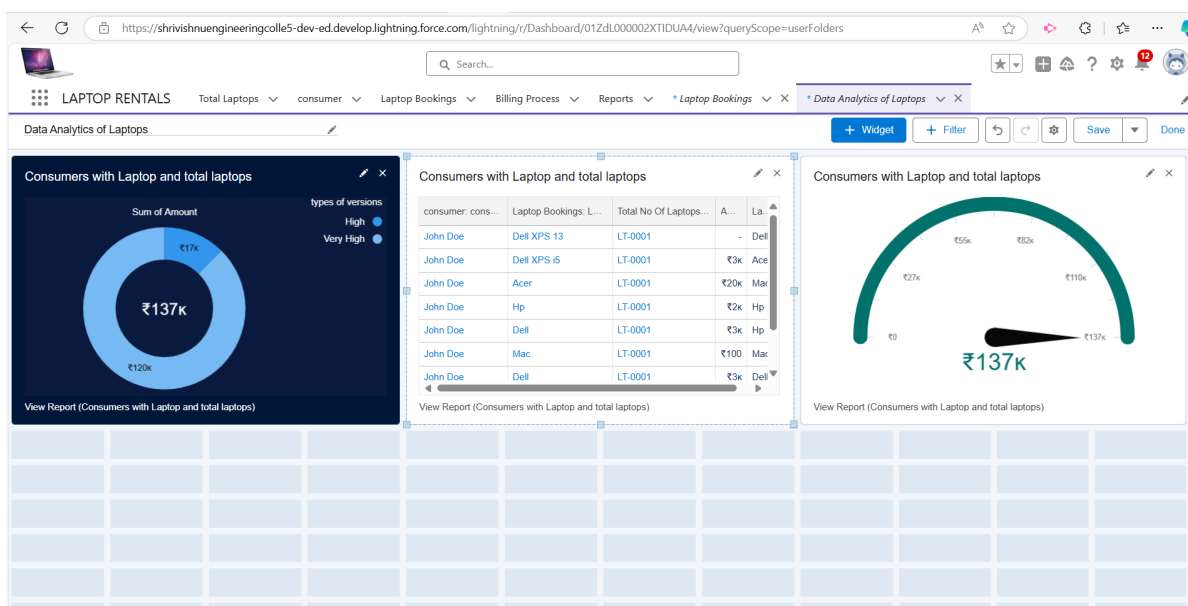 https://shrivishnuengineeringcolle5-dev-ed.develop.lightning.force.com/lightning/r/Dashboard/01ZdL000002XTIDUA4/view?queryScope=userFolders
Search...
12
LAPTOP RENTALS Total Laptops consumer Laptop Bookings Billing Process Reports * Laptop Bookings * Data Analytics of Laptops
Data Analytics of Laptops
+ Widget + Filter Save Done
Consumers with Laptop and total laptops
types of versions
Sum of Amount
High
Very High
₹17K
₹137K
₹120K
View Report (Consumers with Laptop and total laptops)
Consumers with Laptop and total laptops
consumer: cons... Laptop Bookings: L... Total No Of Laptops... A... La...
John Doe Dell XPS 13 LT-0001 - Dell
John Doe Dell XPS i5 LT-0001 ₹3K Ace
John Doe Acer LT-0001 ₹20K Mac
John Doe Hp LT-0001 ₹2K Hp
John Doe Dell LT-0001 ₹3K Hp
John Doe Mac LT-0001 ₹100 Mac
John Doe Dell LT-0001 ₹3K Dell
View Report (Consumers with Laptop and total laptops)
Consumers with Laptop and total laptops
₹55K ₹82K
₹27K ₹110K
₹0 ₹137K
₹137K
View Report (Consumers with Laptop and total laptops)